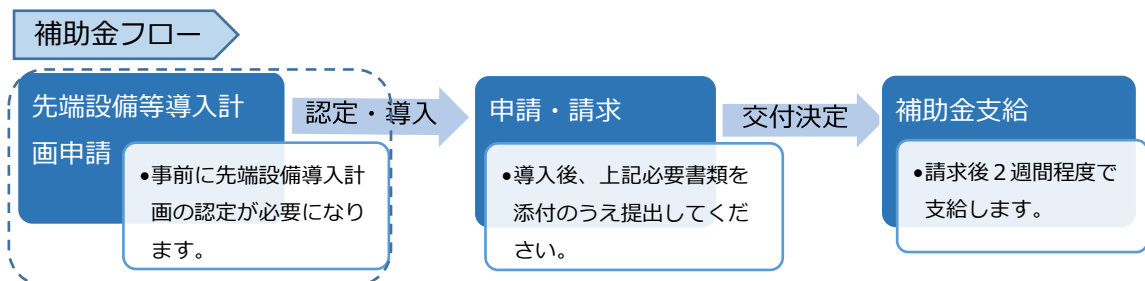 補助金フロー
先端設備等導入計
画申請
•事前に先端設備導入計
画の認定が必要になり
ます。
認定・導入
申請・請求
•導入後、上記必要書類を
添付のうえ提出してくだ
さい。
交付決定
補助金支給
•請求後２週間程度で
支給します。